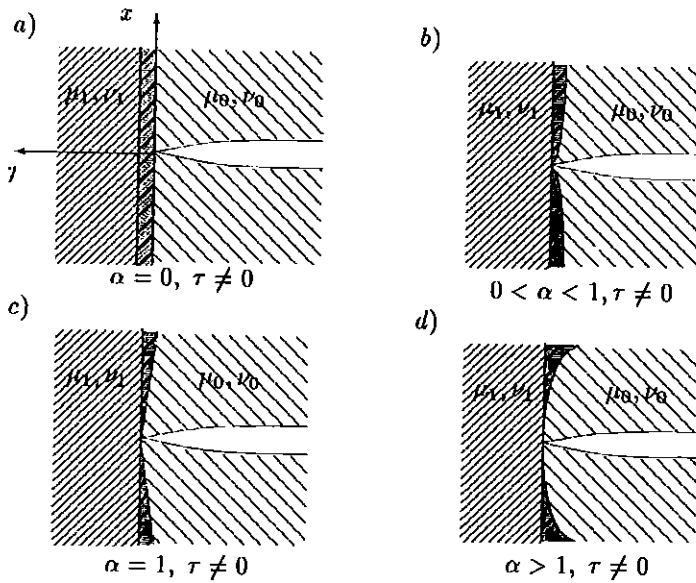 a)
x
μ₁, ν₁
μ₀, ν₀
y
α = 0, τ ≠ 0
b)
μ₁, ν₁
μ₀, ν₀
0 < α < 1, τ ≠ 0
c)
μ₁, ν₁
μ₀, ν₀
α = 1, τ ≠ 0
d)
μ₁, ν₁
μ₀, ν₀
α > 1, τ ≠ 0